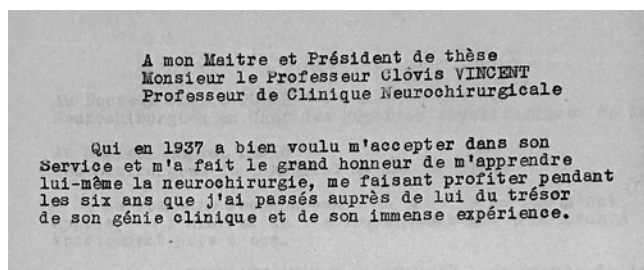 A mon Maitre et Président de thèse
Monsieur le Professeur Clovis VINCENT
Professeur de Clinique Neurochirurgicale
Qui en 1937 a bien voulu m'accepter dans son
Service et m'a fait le grand honneur de m'apprendre
lui-même la neurochirurgie, me faisant profiter pendant
les six ans que j'ai passés auprès de lui du trésor
de son génie clinique et de son immense expérience.